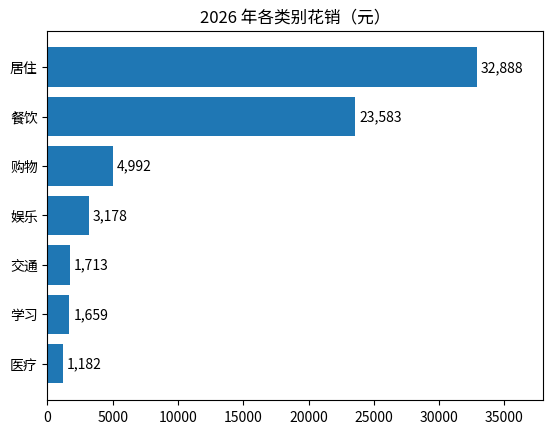 2026 年各类别花销（元）
居住 32,888
餐饮 23,583
购物 4,992
娱乐 3,178
交通 1,713
学习 1,659
医疗 1,182
0 5000 10000 15000 20000 25000 30000 35000